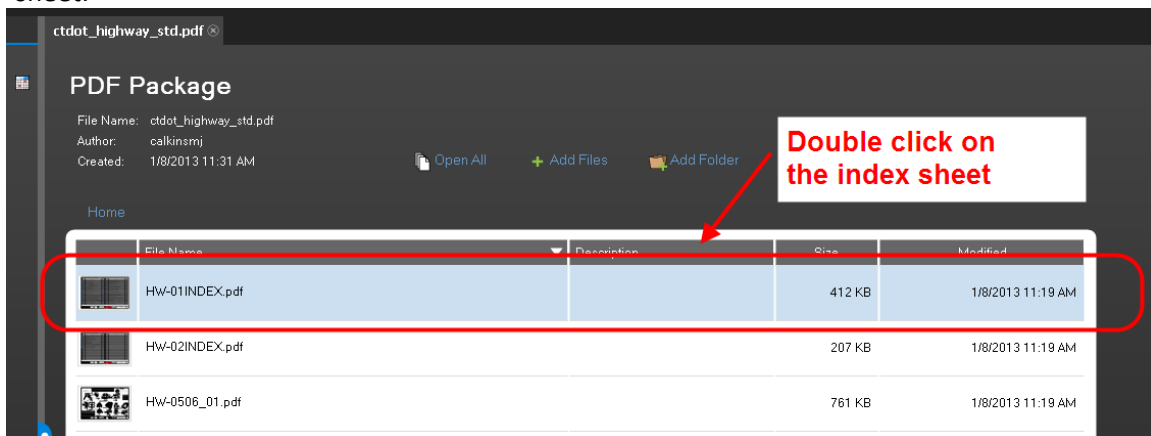 sheet.
ctdot_highway_std.pdf
PDF Package
File Name: ctdot_highway_std.pdf
Author: calkinsmj
Created: 1/8/2013 11:31 AM
Open All + Add Files Add Folder
Double click on
the index sheet
Home
File Name Description Size Modified
HW-01INDEX.pdf 412 KB 1/8/2013 11:19 AM
HW-02INDEX.pdf 207 KB 1/8/2013 11:19 AM
HW-0506_01.pdf 761 KB 1/8/2013 11:19 AM